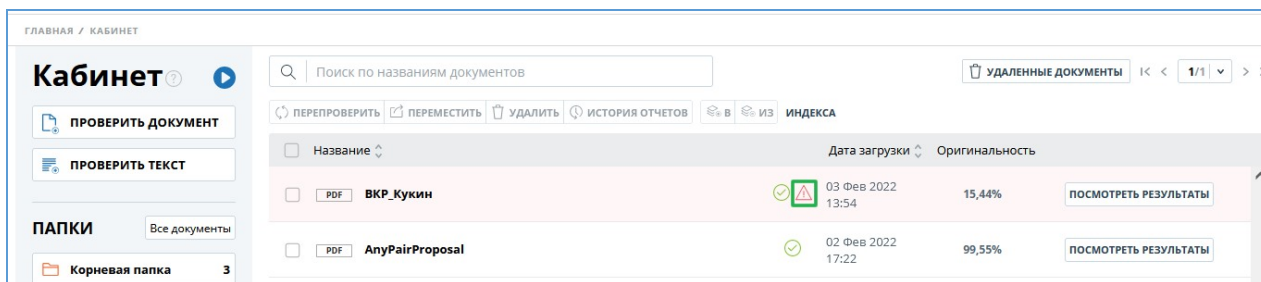 ГЛАВНАЯ / КАБИНЕТ
Кабинет
Поиск по названиям документов
УДАЛЕННЫЕ ДОКУМЕНТЫ
1/1
ПРОВЕРИТЬ ДОКУМЕНТ
ПРОВЕРИТЬ ТЕКСТ
ПЕРЕПРОВЕРИТЬ ПЕРЕМЕСТИТЬ УДАЛИТЬ ИСТОРИЯ ОТЧЕТОВ В ИЗ ИНДЕКСА
Название Дата загрузки Оригинальность
PDF ВКР_Кукин 03 Фев 2022 15,44% ПОСМОТРЕТЬ РЕЗУЛЬТАТЫ
13:54
ПАПКИ Все документы
PDF AnyPairProposal 02 Фев 2022 99,55% ПОСМОТРЕТЬ РЕЗУЛЬТАТЫ
17:22
Корневая папка 3